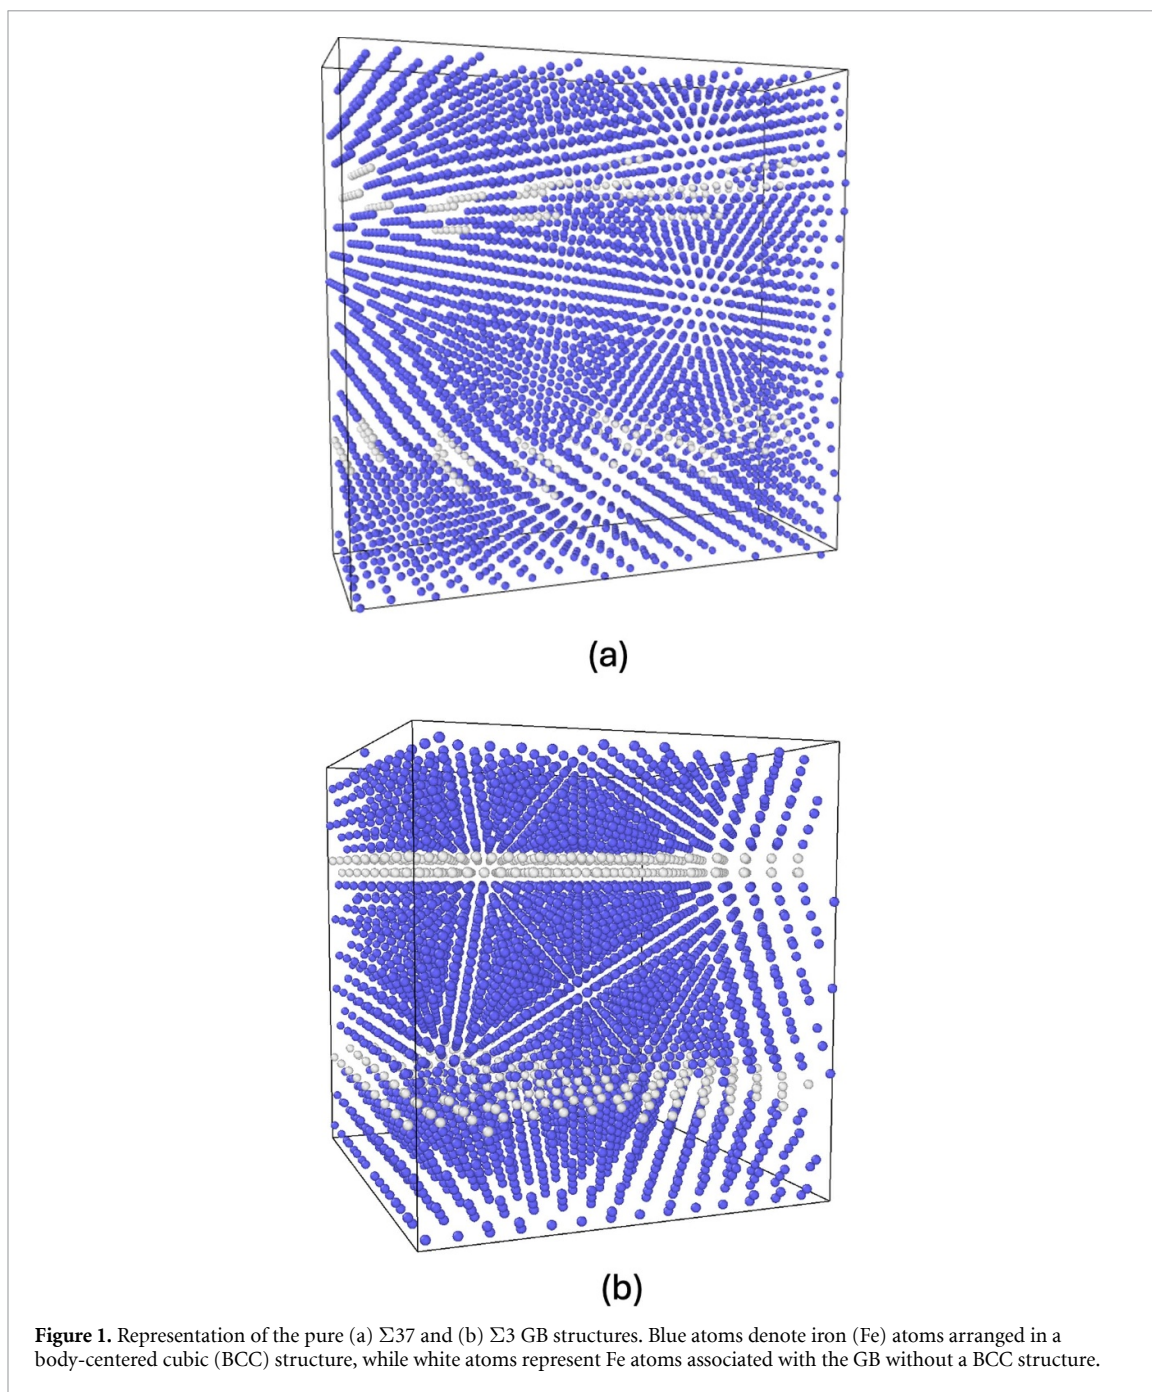 (a)
(b)
Figure 1. Representation of the pure (a) Σ37 and (b) Σ3 GB structures. Blue atoms denote iron (Fe) atoms arranged in a
body-centered cubic (BCC) structure, while white atoms represent Fe atoms associated with the GB without a BCC structure.